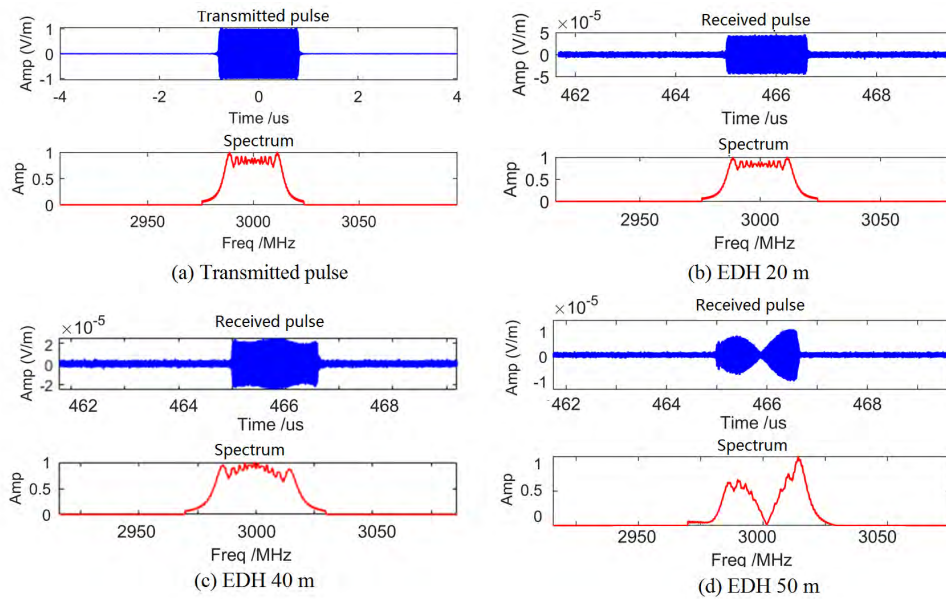 Transmitted pulse
Amp (V/m)
1
0
-1
-4
-2
0
2
4
Time /us
Spectrum
Amp
1
0.5
0
2950
3000
3050
Freq /MHz
(a) Transmitted pulse
Received pulse
×10⁻⁵
Amp (V/m)
5
0
-5
462
464
466
468
Time /us
Spectrum
Amp
1
0.5
0
2950
3000
3050
Freq /MHz
(b) EDH 20 m
Received pulse
×10⁻⁵
Amp (V/m)
2
0
-2
462
464
466
468
Time /us
Spectrum
Amp
1
0.5
0
2950
3000
3050
Freq /MHz
(c) EDH 40 m
Received pulse
×10⁻⁵
Amp (V/m)
1
0
-1
462
464
466
468
Time /us
Spectrum
Amp
1
0.5
0
2950
3000
3050
Freq /MHz
(d) EDH 50 m